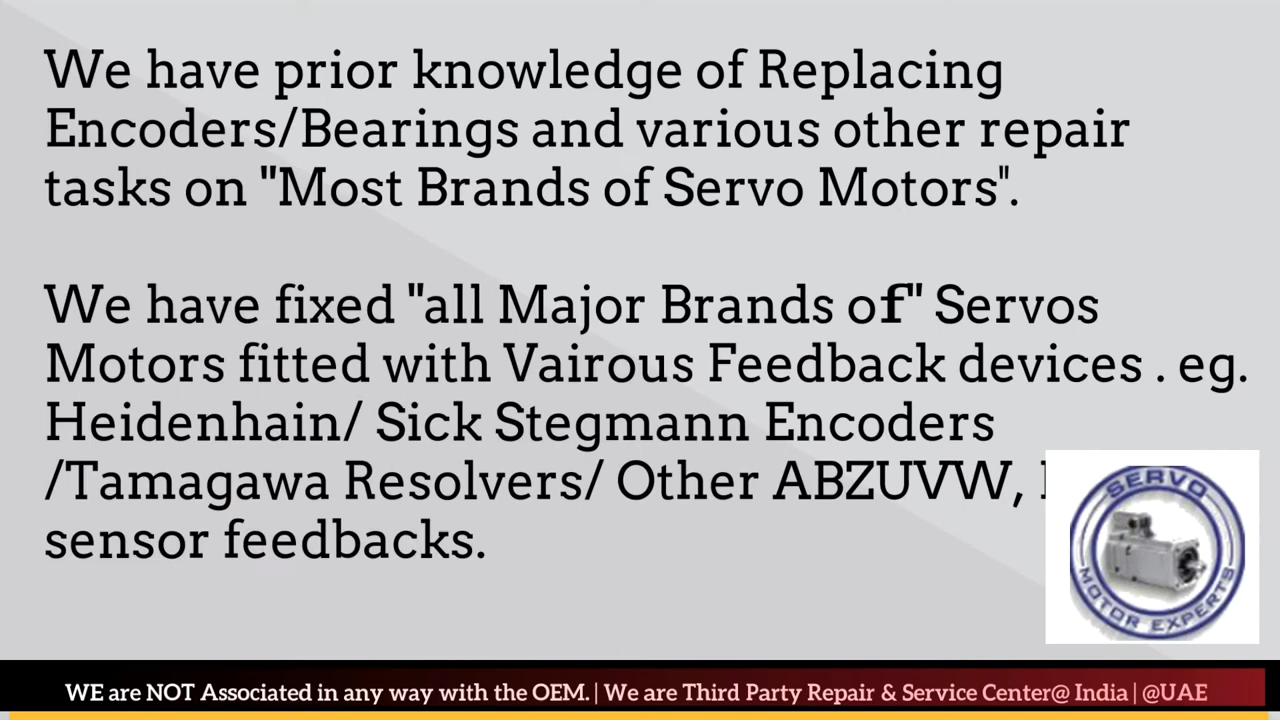 We have prior knowledge of Replacing
Encoders/Bearings and various other repair
tasks on "Most Brands of Servo Motors".
We have fixed "all Major Brands of" Servos
Motors fitted with Vairous Feedback devices . eg.
Heidenhain/ Sick Stegmann Encoders
/Tamagawa Resolvers/ Other ABZUVW,
sensor feedbacks.
SERVO
MOTOR EXPERTS
WE are NOT Associated in any way with the OEM. | We are Third Party Repair & Service Center@ India | @UAE